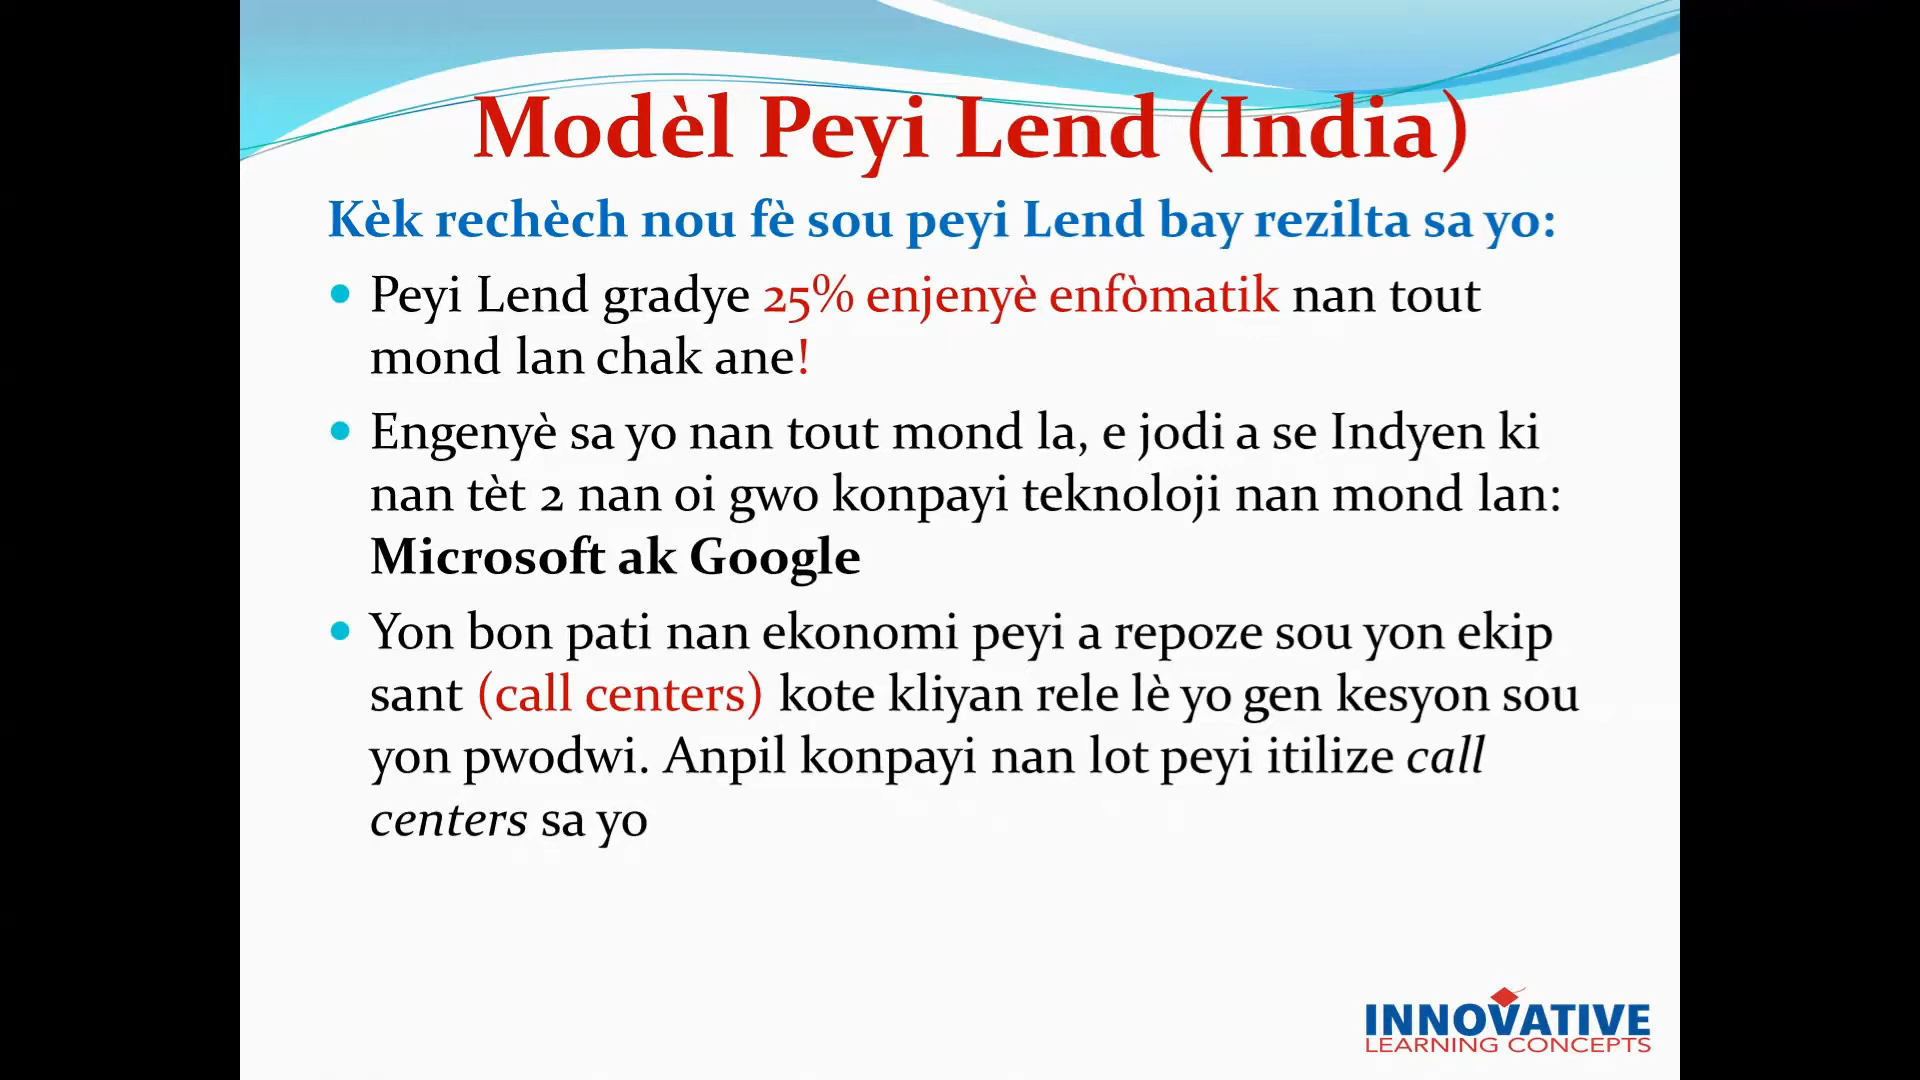 Modèl Peyi Lend (India)
Kèk rechèch nou fè sou peyi Lend bay rezilta sa yo:
Peyi Lend gradye 25% enjenyè enfòmatik nan tout
mond lan chak ane!
Engenyè sa yo nan tout mond la, e jodi a se Indyen ki
nan tèt 2 nan oi gwo konpayi teknoloji nan mond lan:
Microsoft ak Google
Yon bon pati nan ekonomi peyi a repoze sou yon ekip
sant (call centers) kote kliyan rele lè yo gen kesyon sou
yon pwodwi. Anpil konpayi nan lot peyi itilize call
centers sa yo
INNOVATIVE
LEARNING CONCEPTS